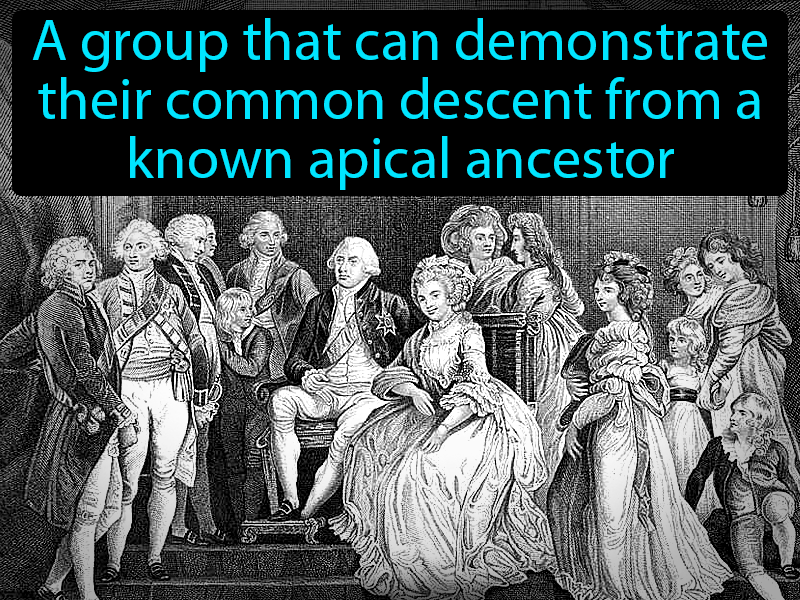 A group that can demonstrate
their common descent from a
known apical ancestor